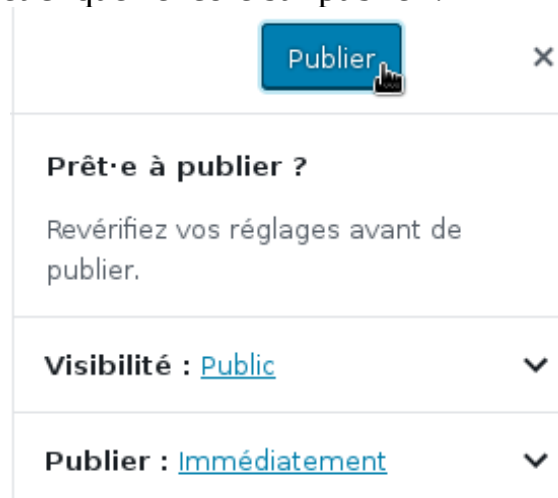 Publier
Prêt·e à publier ?
Revérifiez vos réglages avant de
publier.
Visibilité : Public
Publier : Immédiatement